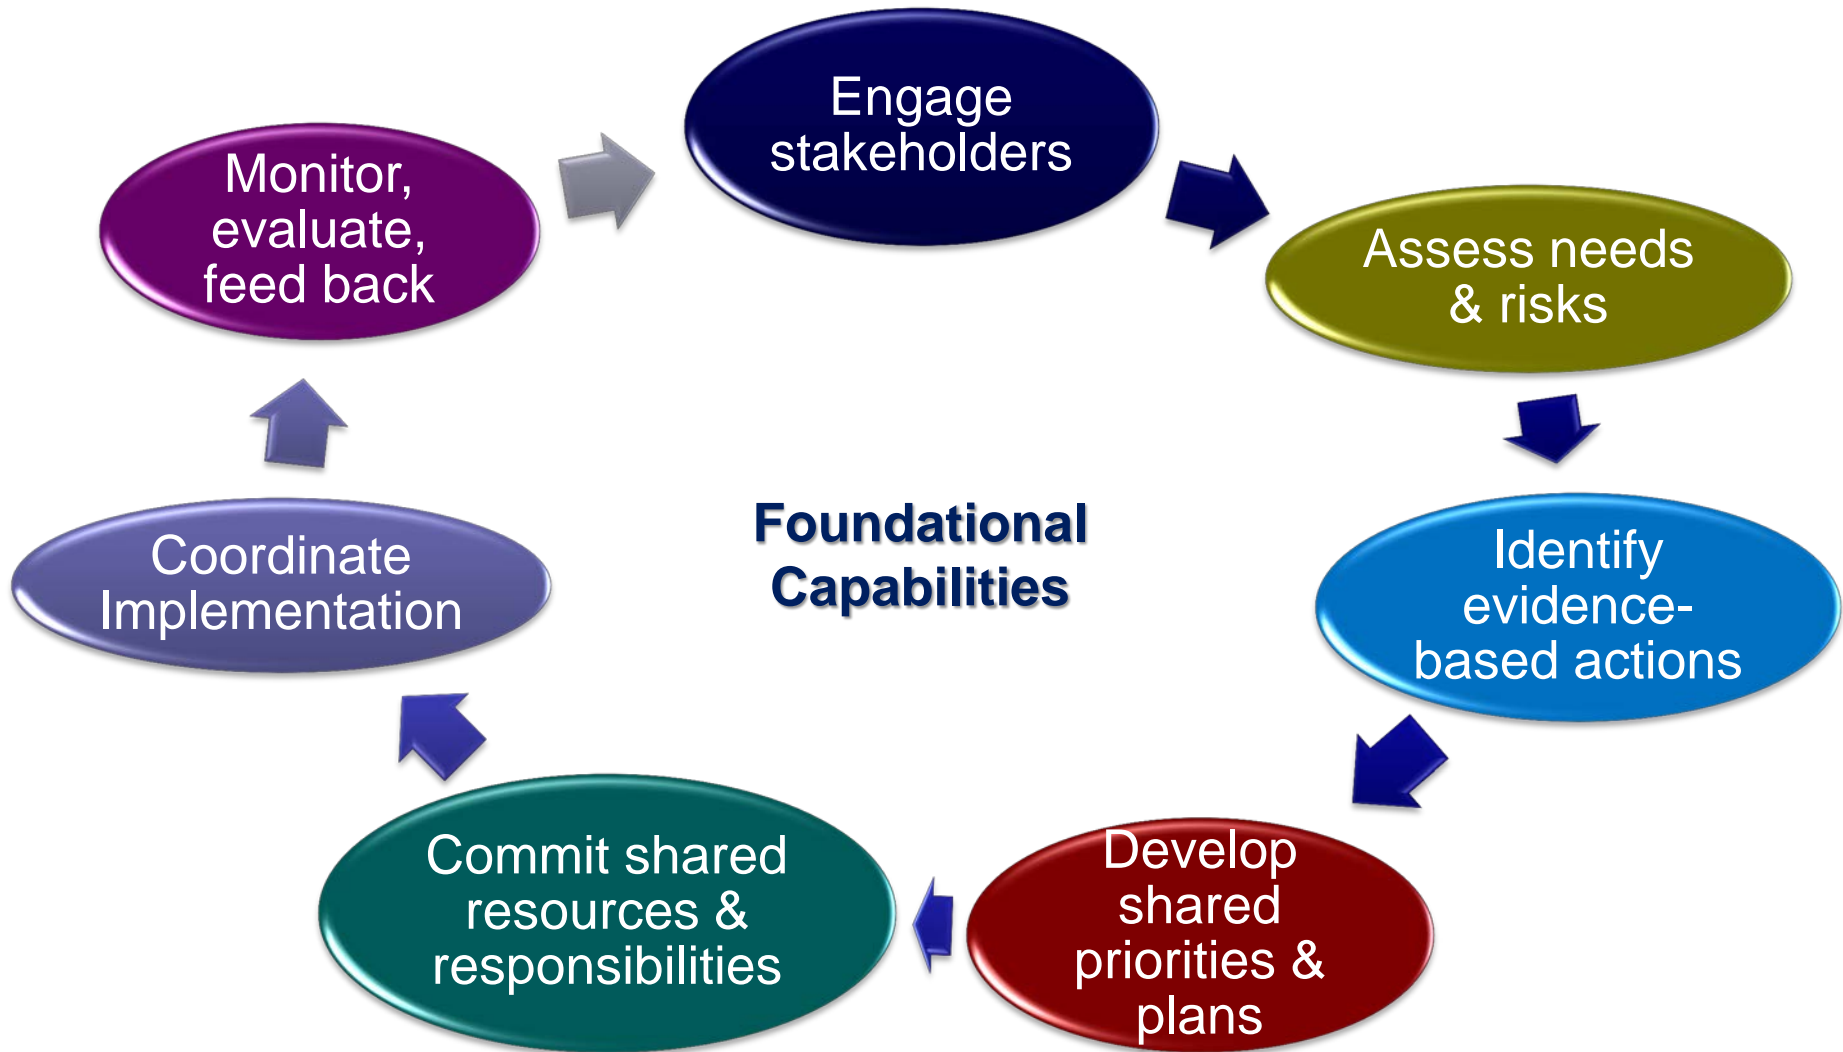 Engage
stakeholders
Assess needs
& risks
Identify
evidence-
based actions
Develop
shared
priorities &
plans
Commit shared
resources &
responsibilities
Coordinate
Implementation
Monitor,
evaluate,
feed back
Foundational
Capabilities